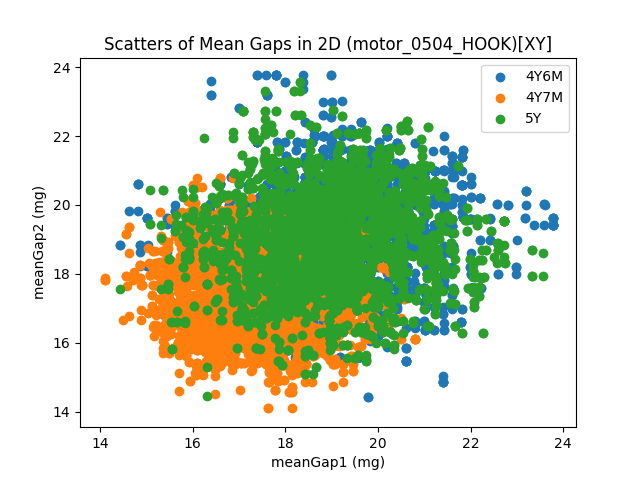 Scatters of Mean Gaps in 2D (motor_0504_HOOK)[XY]
24
22
20
18
16
14
meanGap2 (mg)
4Y6M
4Y7M
5Y
14
16
18
20
22
24
meanGap1 (mg)